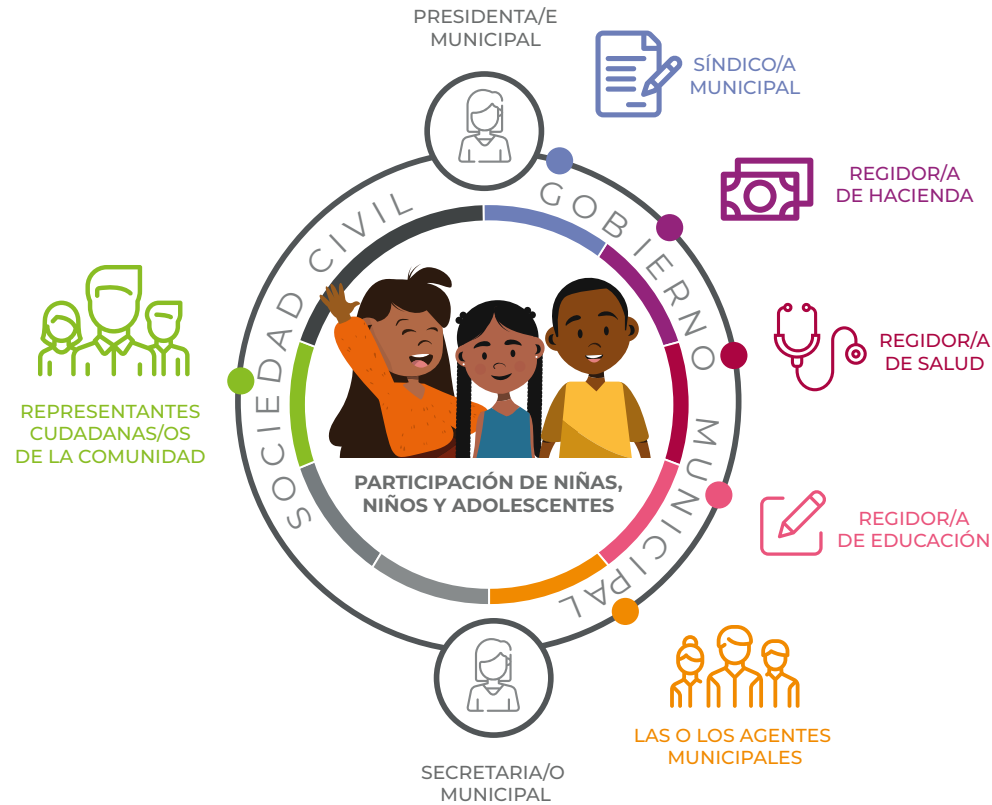 PRESIDENTA/E
MUNICIPAL
SÍNDICO/A
MUNICIPAL
REGIDOR/A
DE HACIENDA
REGIDOR/A
DE SALUD
REGIDOR/A
DE EDUCACIÓN
LAS O LOS AGENTES
MUNICIPALES
SECRETARIA/O
MUNICIPAL
REPRESENTANTES
CUDADANAS/OS
DE LA COMUNIDAD
SOCIEDAD CIVIL
GOBIERNO MUNICIPAL
PARTICIPACIÓN DE NIÑAS,
NIÑOS Y ADOLESCENTES